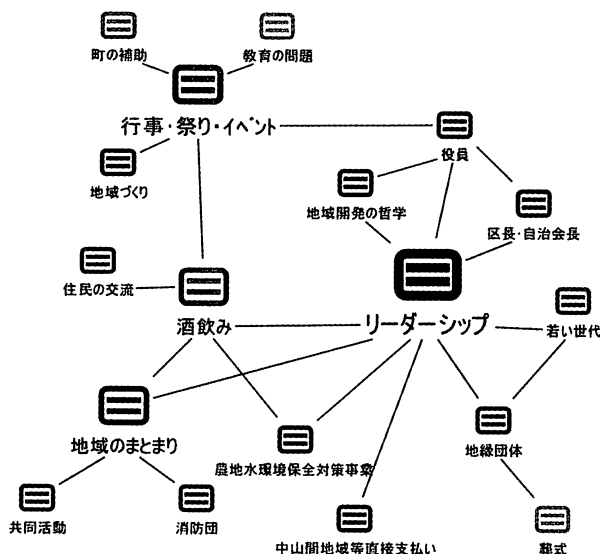 町の補助
教育の問題
行事・祭り・イベント
役員
地域づくり
地域開発の哲学
区長・自治会長
住民の交流
酒飲み
リーダーシップ
若い世代
地域のまとまり
農地水環境保全対策事業
地縁団体
共同活動
消防団
中山間地域等直接支払い
葬式